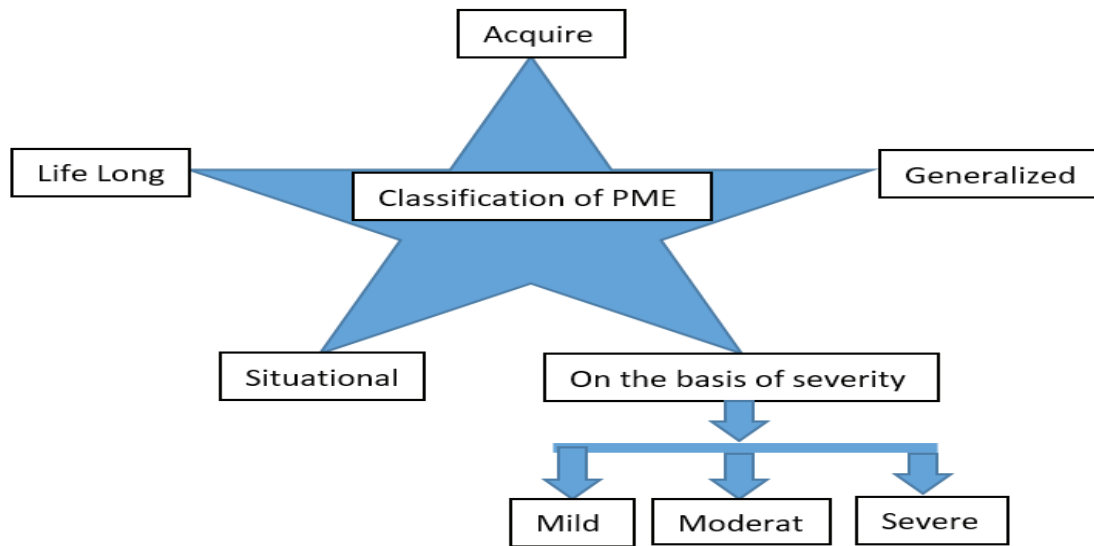 Acquire
Life Long
Generalized
Classification of PME
Situational
On the basis of severity
Mild
Moderat
Severe